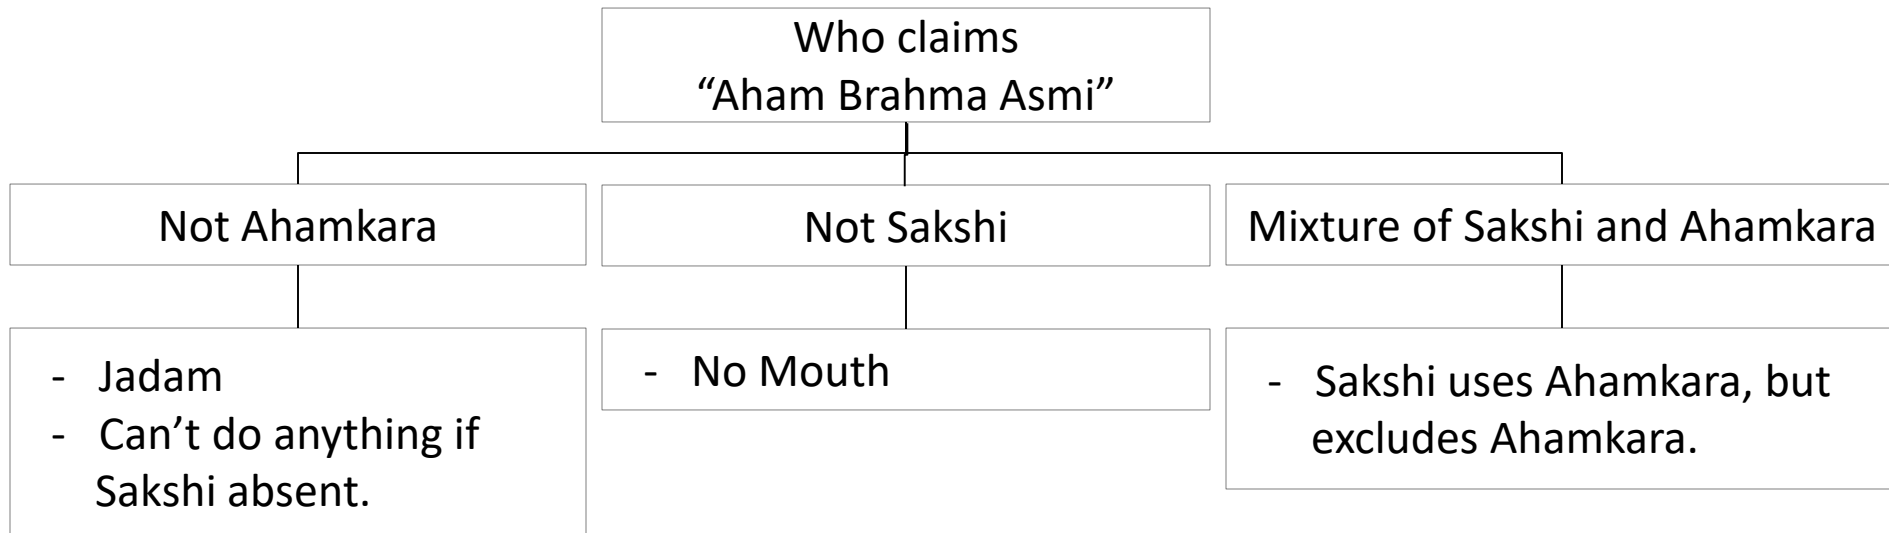 Who claims
“Aham Brahma Asmi”
Not Ahamkara
Not Sakshi
Mixture of Sakshi and Ahamkara
- Jadam
- Can’t do anything if
Sakshi absent.
- No Mouth
- Sakshi uses Ahamkara, but
excludes Ahamkara.